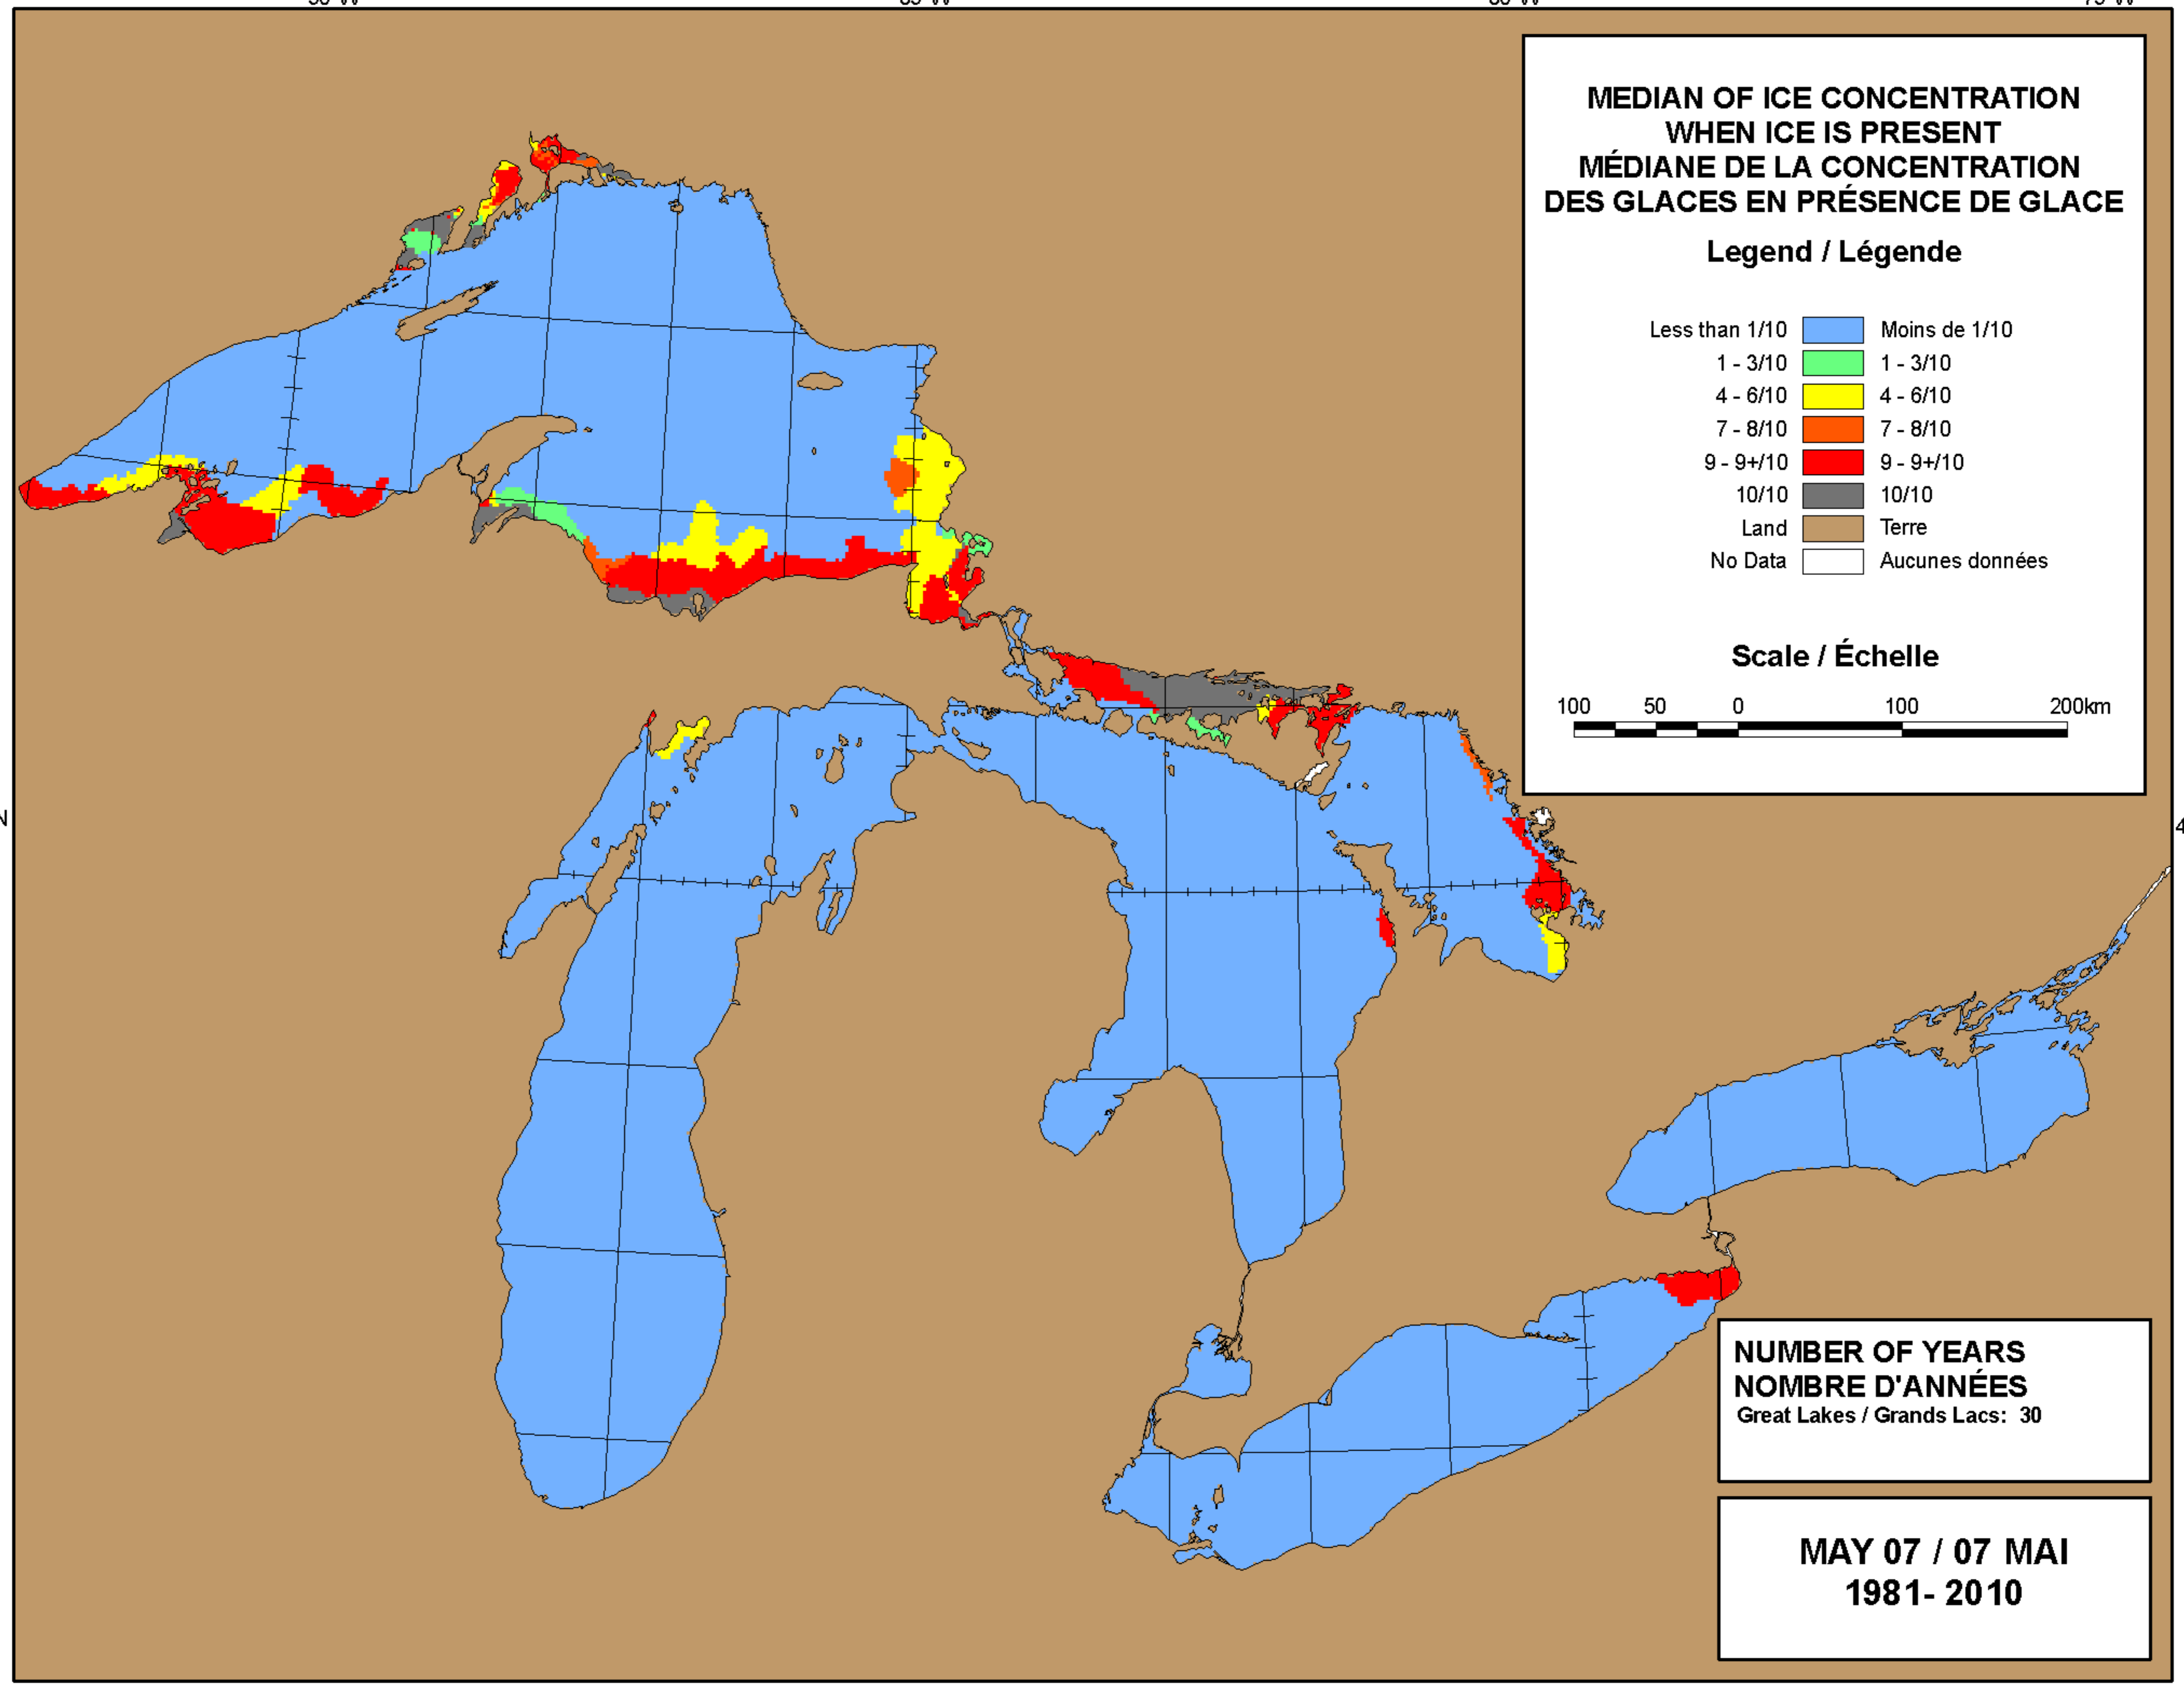 MEDIAN OF ICE CONCENTRATION
WHEN ICE IS PRESENT
MÉDIANE DE LA CONCENTRATION
DES GLACES EN PRÉSENCE DE GLACE
Legend / Légende
Less than 1/10 Moins de 1/10
1 - 3/10 1 - 3/10
4 - 6/10 4 - 6/10
7 - 8/10 7 - 8/10
9 - 9+/10 9 - 9+/10
10/10 10/10
Land Terre
No Data Aucunes données
Scale / Échelle
100 50 0 100 200km
N
4
NUMBER OF YEARS
NOMBRE D'ANNÉES
Great Lakes / Grands Lacs: 30
MAY 07 / 07 MAI
1981- 2010